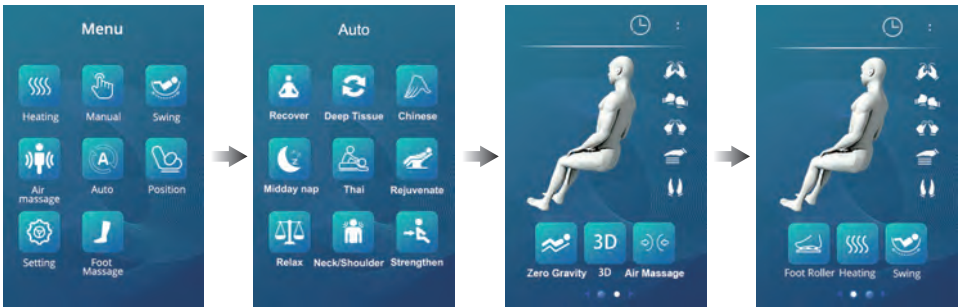 Menu
Heating Manual Swing
Air
massage
Auto Position
Setting Foot
Massage
Auto
Recover Deep Tissue Chinese
Midday nap Thai Rejuvenate
Relax Neck/Shoulder Strengthen
Zero Gravity 3D Air Massage
3D
Foot Roller Heating Swing
A